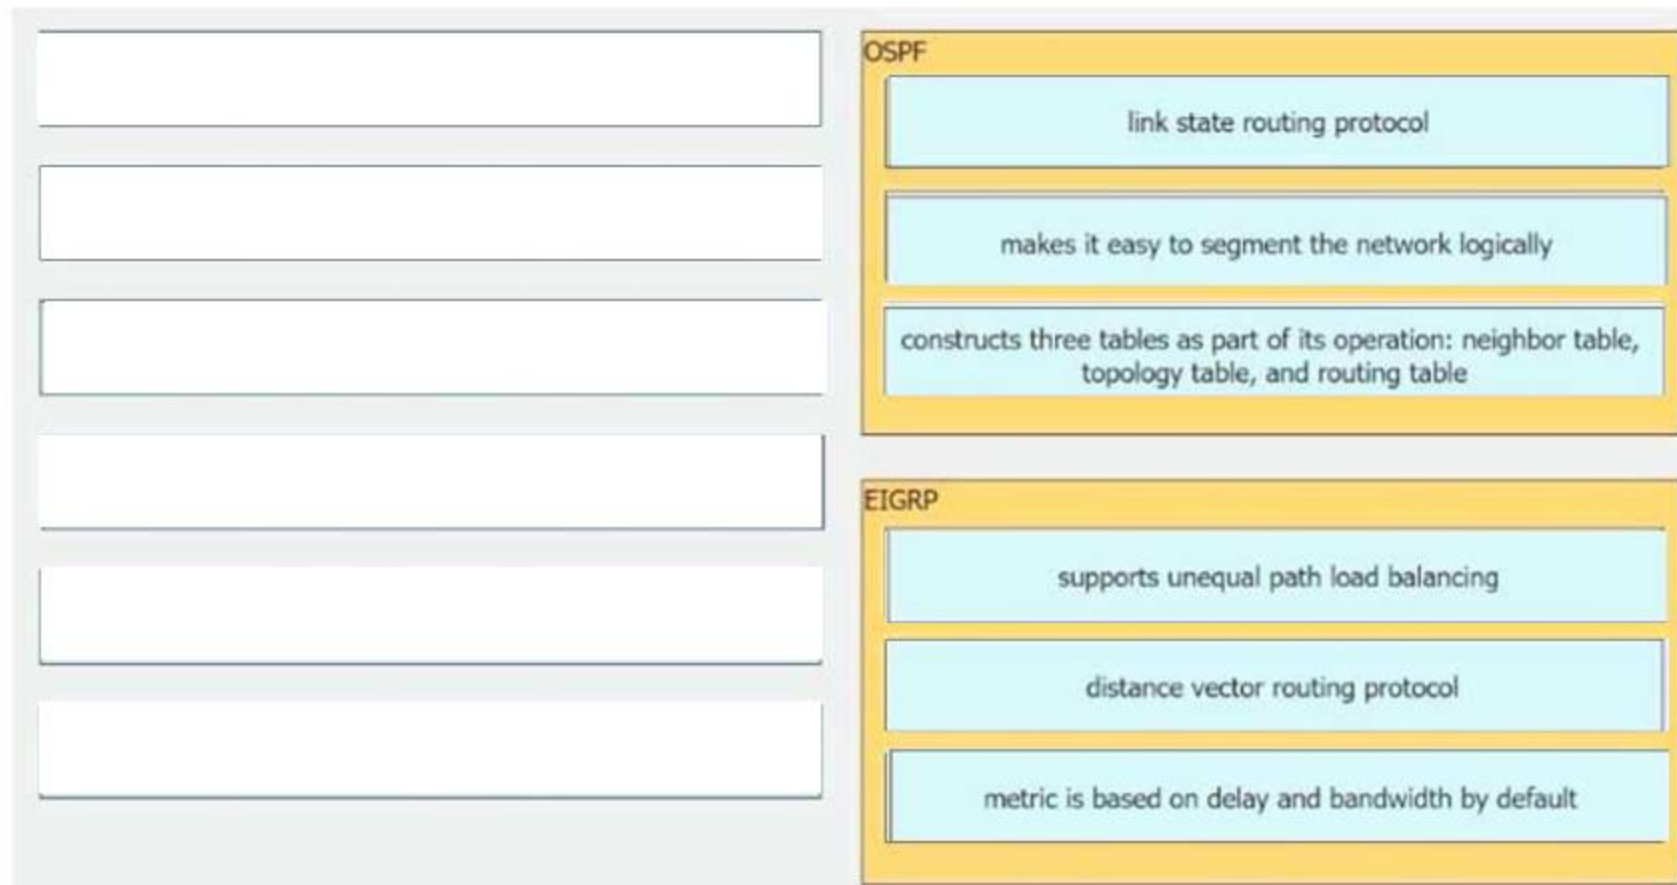 OSPF
link state routing protocol
makes it easy to segment the network logically
constructs three tables as part of its operation: neighbor table,
topology table, and routing table
EIGRP
supports unequal path load balancing
distance vector routing protocol
metric is based on delay and bandwidth by default